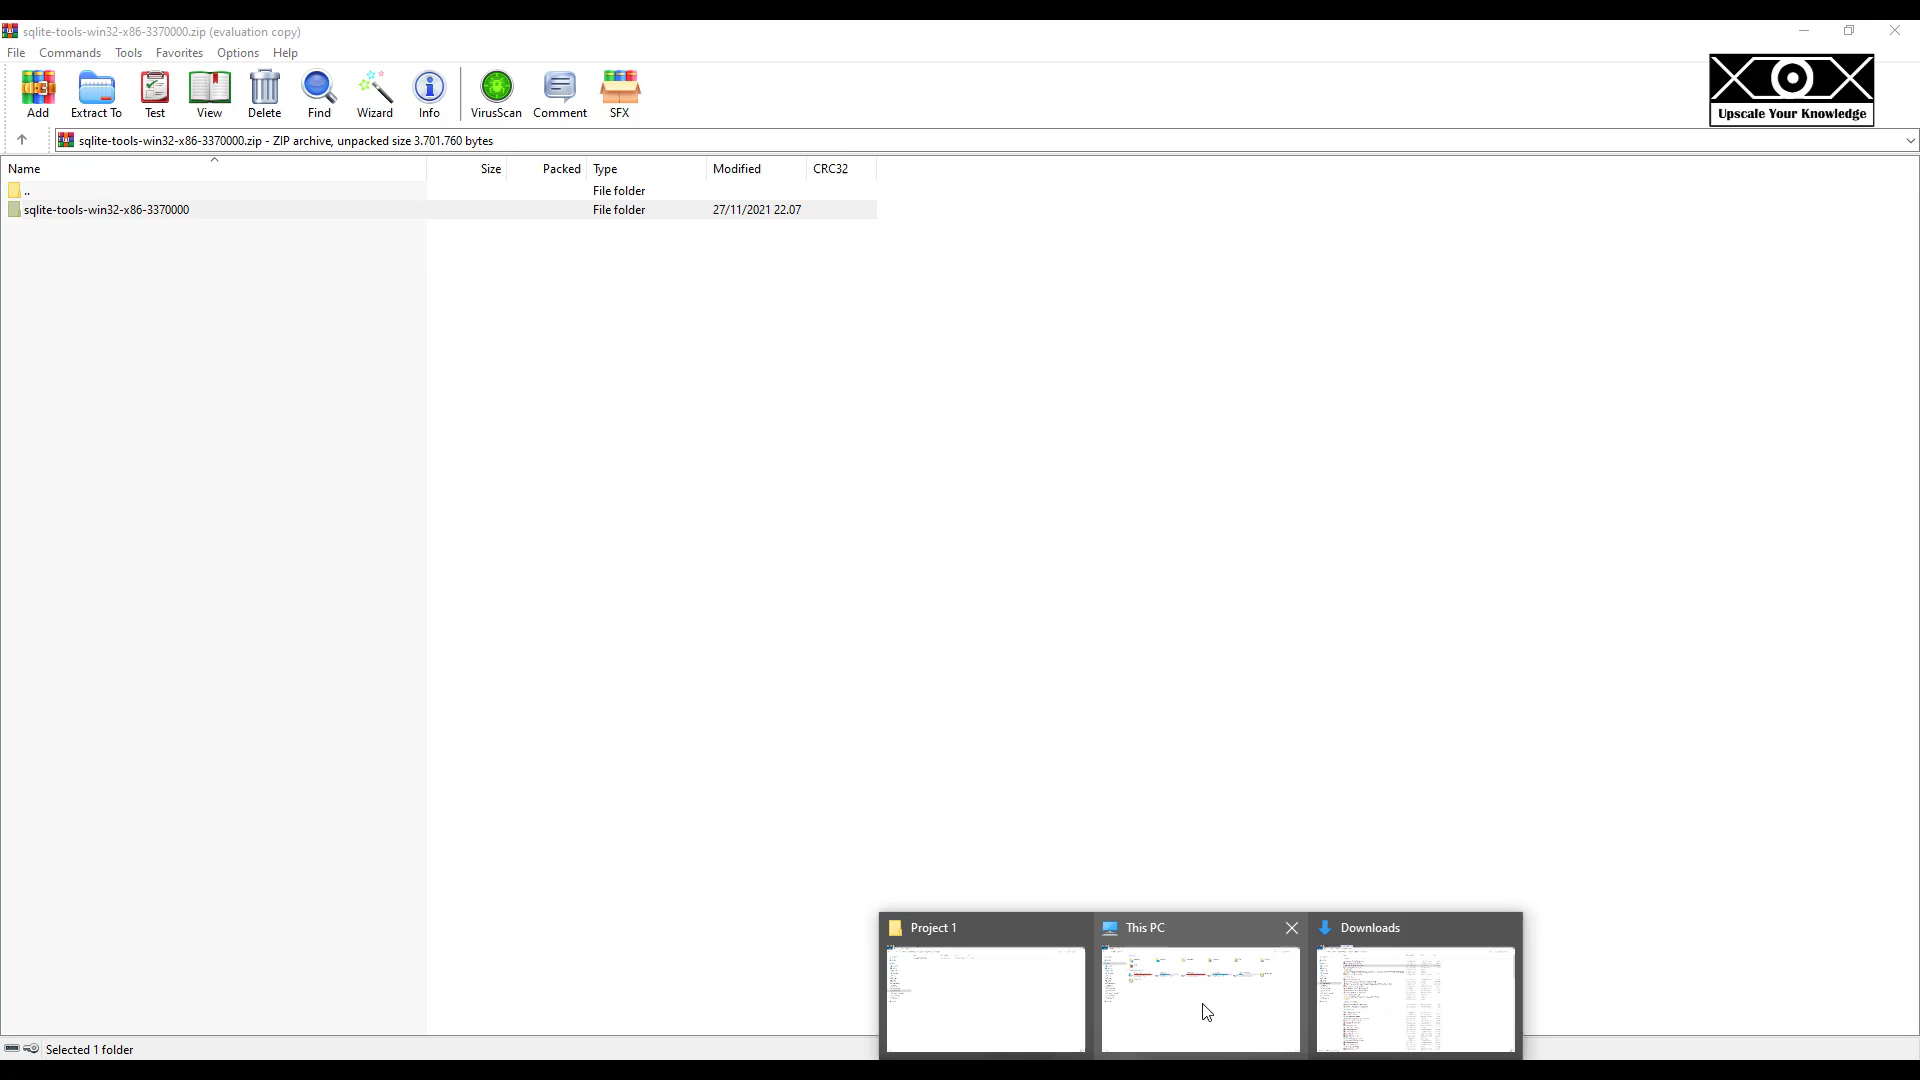 sqlite-tools-win32-x86-3370000.zip (evaluation copy)
File Commands Tools Favorites Options Help
Add Extract To Test View Delete Find Wizard Info VirusScan Comment SFX
Upscale Your Knowledge
sqlite-tools-win32-x86-3370000.zip - ZIP archive, unpacked size 3.701.760 bytes
Name Size Packed Type Modified CRC32
.. File folder
sqlite-tools-win32-x86-3370000 File folder 27/11/2021 22.07
Project 1 This PC Downloads
Selected 1 folder